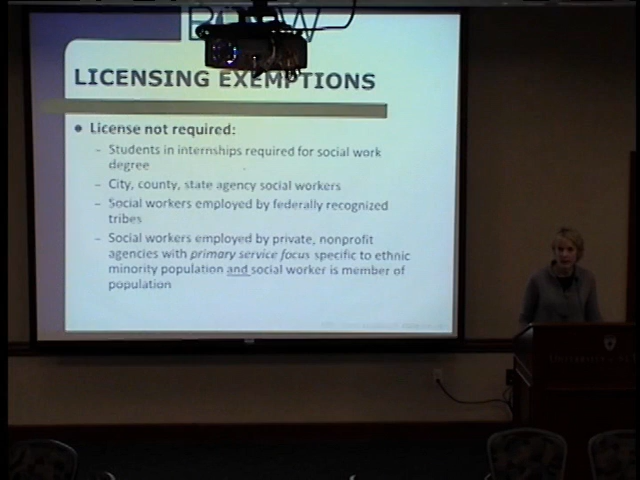 LICENSING EXEMPTIONS
• License not required:
– Students in internships required for social work
degree
– City, county, state agency social workers
– Social workers employed by federally recognized
tribes
– Social workers employed by private, nonprofit
agencies with primary service focus specific to ethnic
minority population and social worker is member of
population